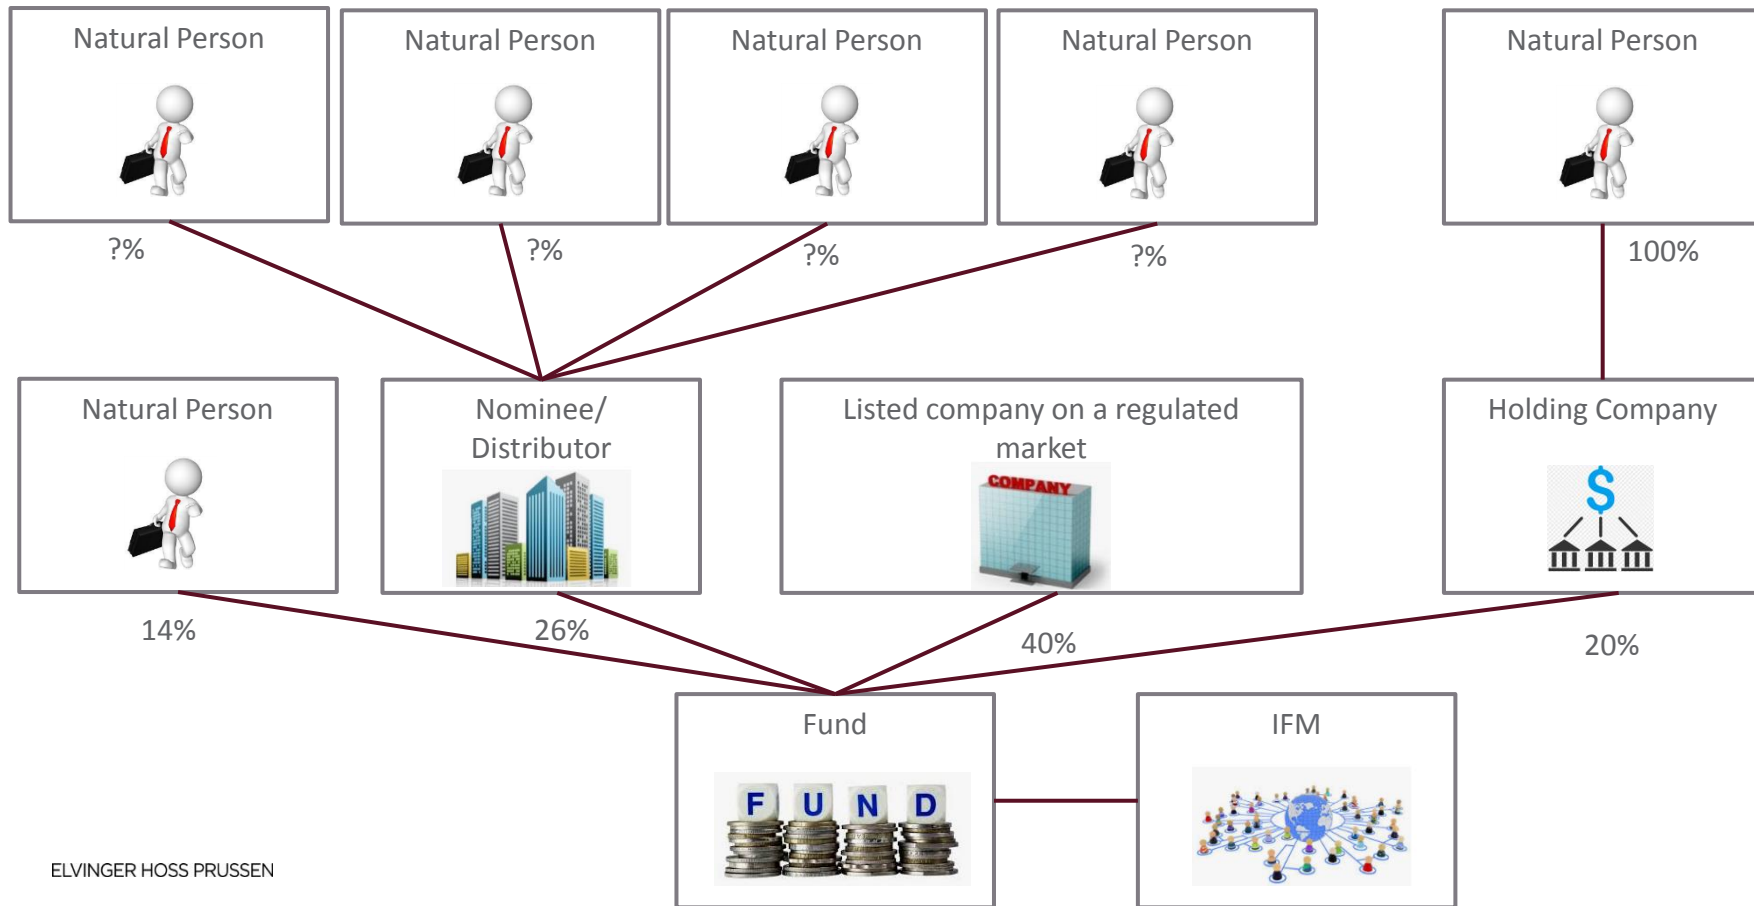 Natural Person
Natural Person
Natural Person
Natural Person
Natural Person
?%
?%
?%
?%
100%
Natural Person
Nominee/
Distributor
Listed company on a regulated
market
COMPANY
Holding Company
$
14%
26%
40%
20%
Fund
FUND
IFM
ELVINGER HOSS PRUSSEN